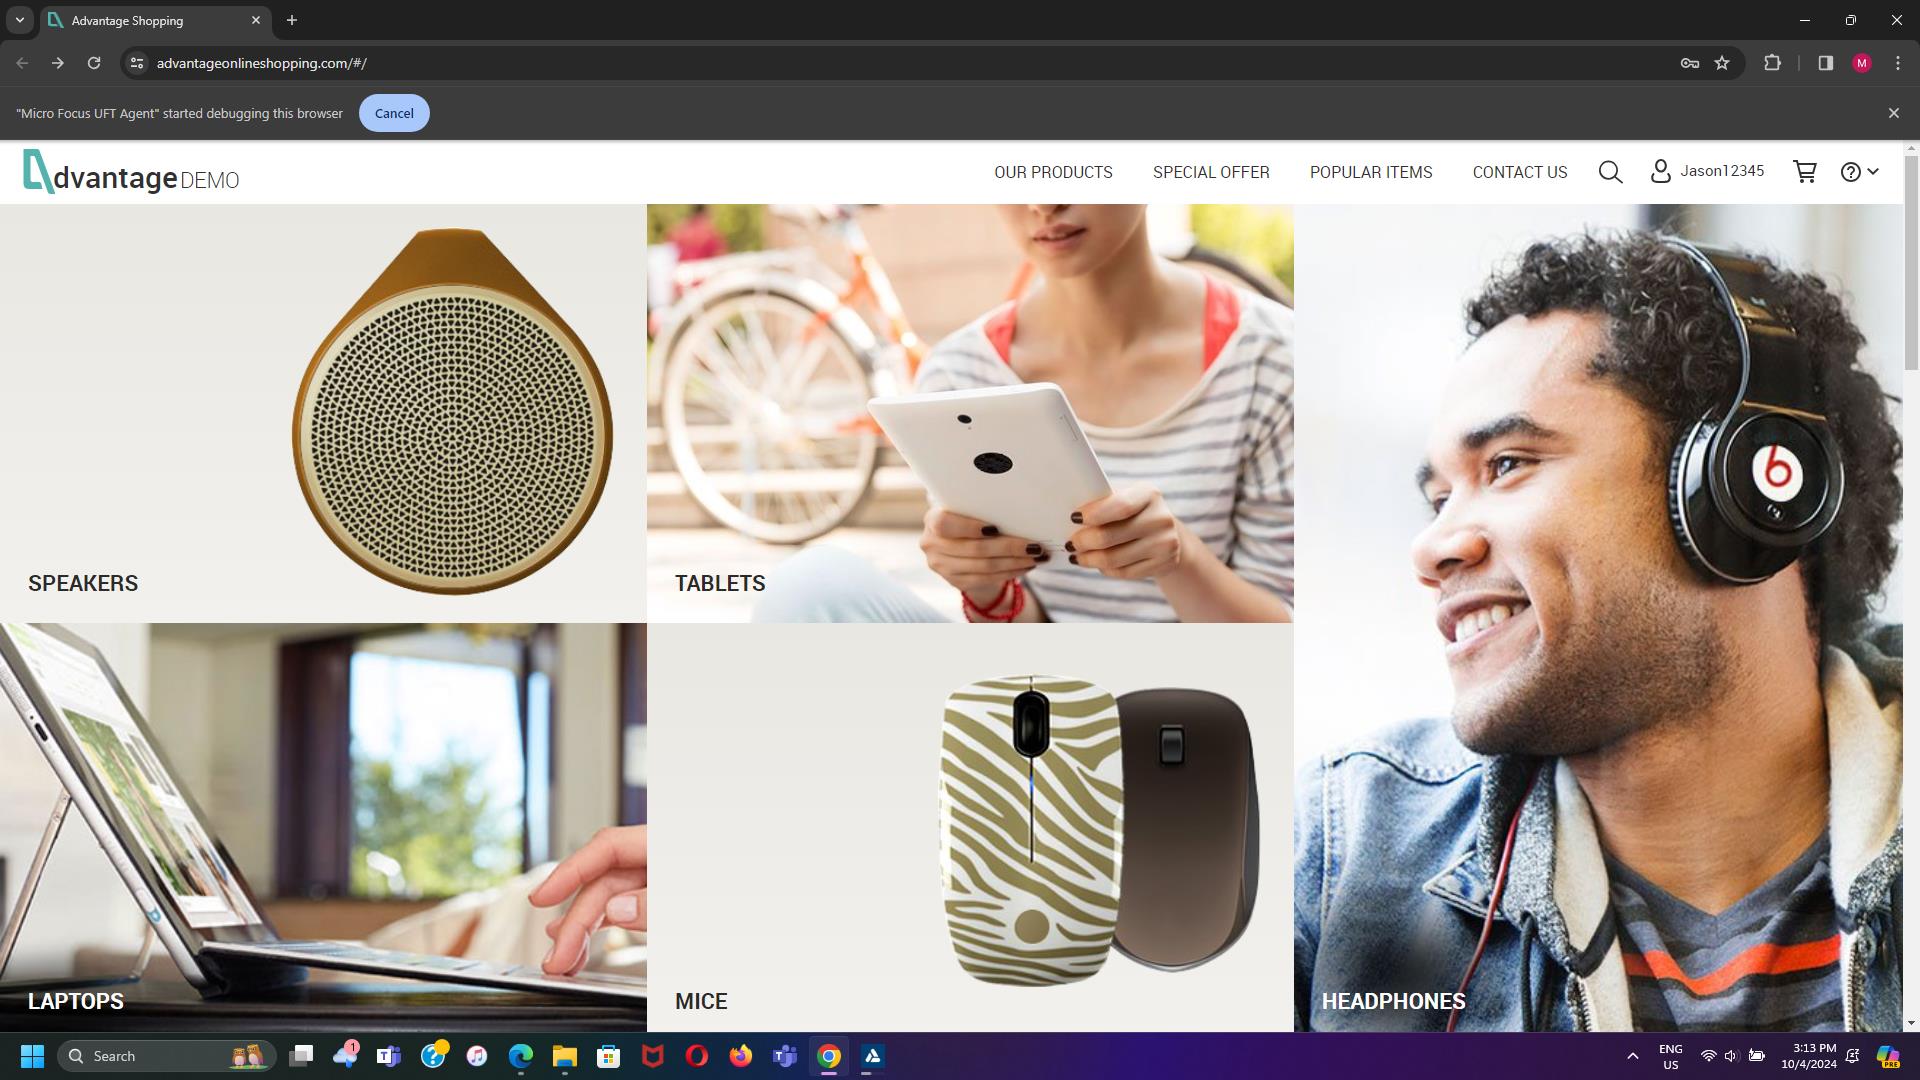 Advantage Shopping
advantageonlineshopping.com/#/
M
"Micro Focus UFT Agent" started debugging this browser
Cancel
dvantage DEMO
OUR PRODUCTS
SPECIAL OFFER
POPULAR ITEMS
CONTACT US
Jason12345
SPEAKERS
TABLETS
LAPTOPS
MICE
HEADPHONES
Search
1
ENG
US
3:13 PM
10/4/2024
PRE